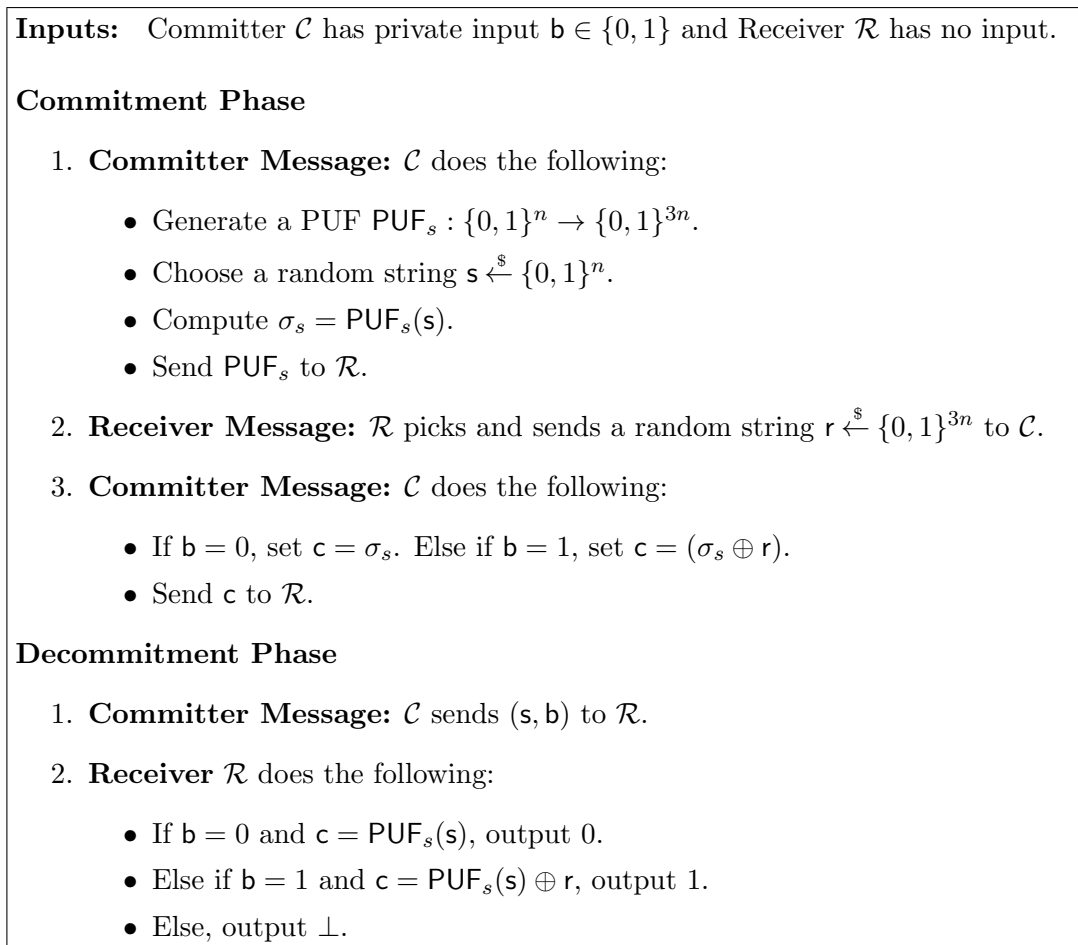 Inputs: Committer 𝒞 has private input b ∈ {0, 1} and Receiver ℛ has no input.
Commitment Phase
1. Committer Message: 𝒞 does the following:
• Generate a PUF PUF_s : {0, 1}^n → {0, 1}^{3n}.
• Choose a random string s ←$ {0, 1}^n.
• Compute σ_s = PUF_s(s).
• Send PUF_s to ℛ.
2. Receiver Message: ℛ picks and sends a random string r ←$ {0, 1}^{3n} to 𝒞.
3. Committer Message: 𝒞 does the following:
• If b = 0, set c = σ_s. Else if b = 1, set c = (σ_s ⊕ r).
• Send c to ℛ.
Decommitment Phase
1. Committer Message: 𝒞 sends (s, b) to ℛ.
2. Receiver ℛ does the following:
• If b = 0 and c = PUF_s(s), output 0.
• Else if b = 1 and c = PUF_s(s) ⊕ r, output 1.
• Else, output ⊥.